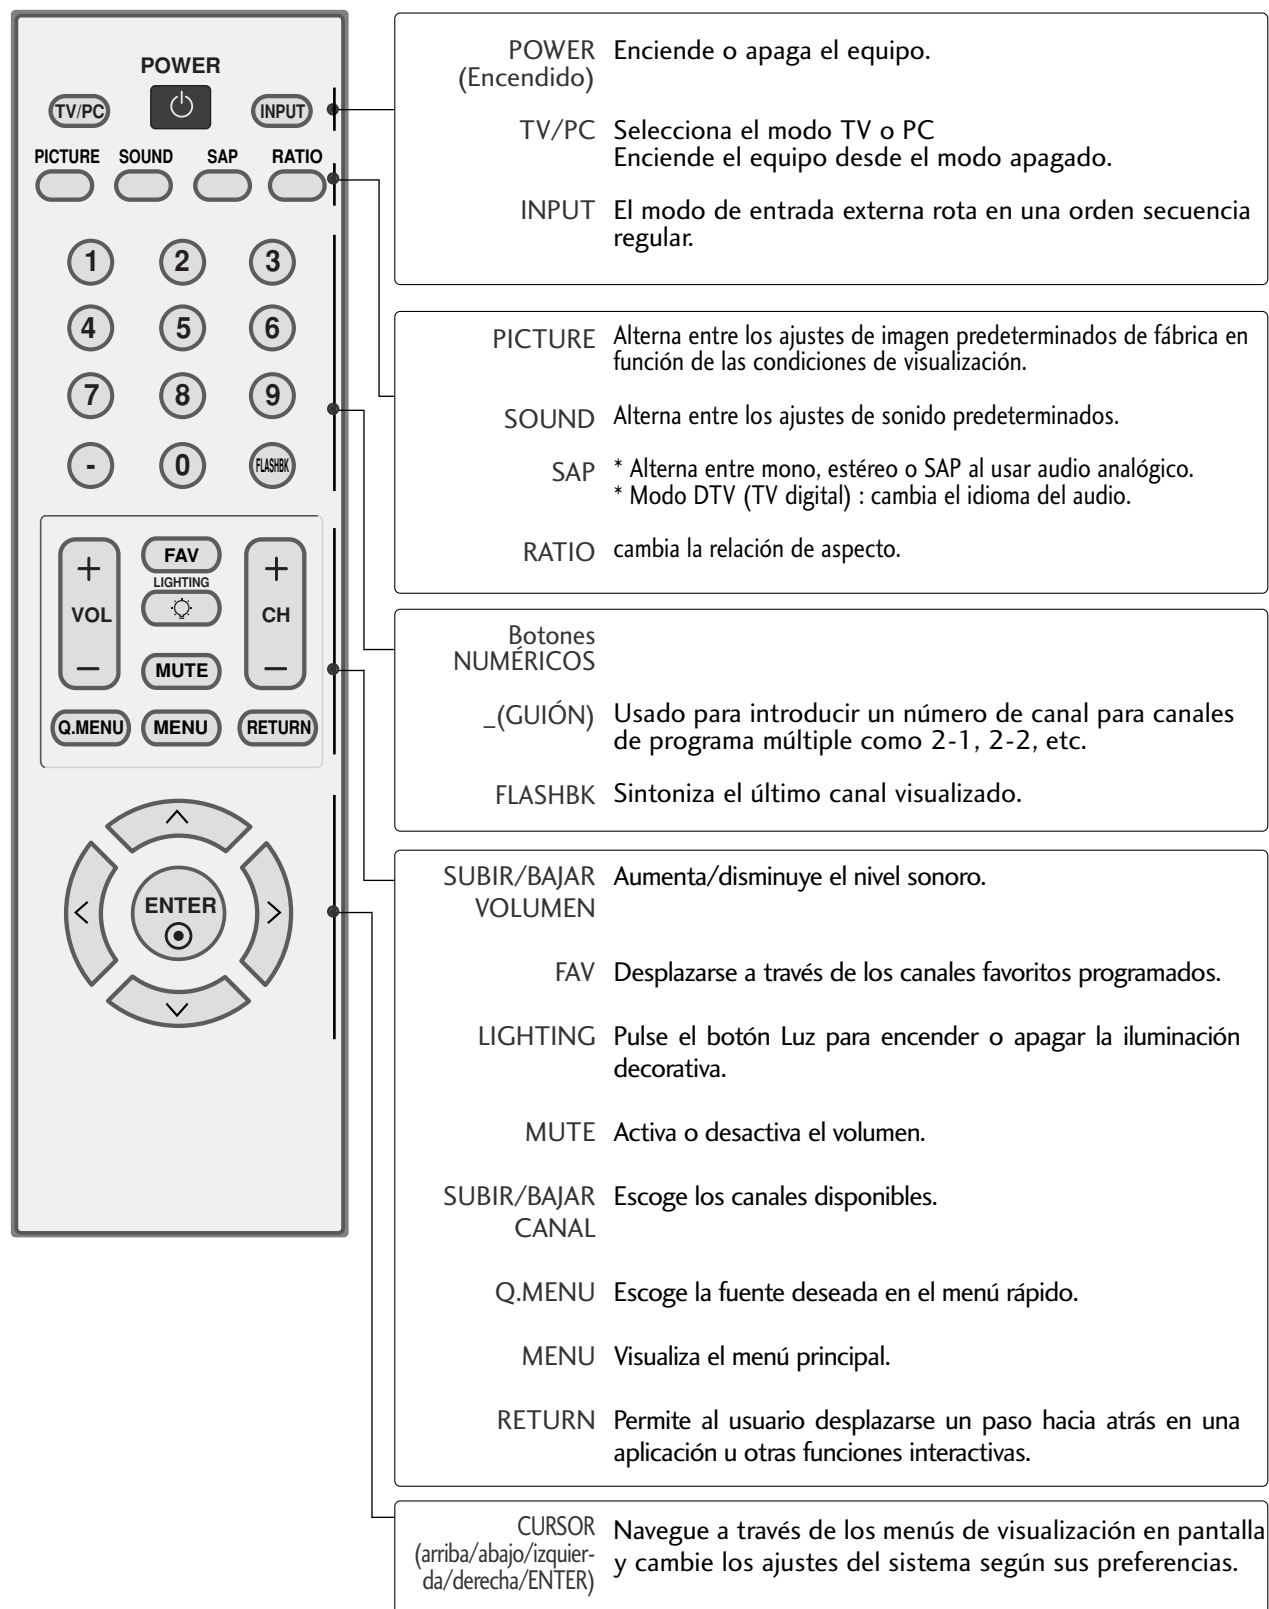 POWER
TV/PC
INPUT
PICTURE SOUND SAP RATIO
1 2 3
4 5 6
7 8 9
- 0 FLASHBK
+ FAV +
LIGHTING
VOL CH
— MUTE —
Q.MENU MENU RETURN
ENTER
POWER (Encendido) Enciende o apaga el equipo.
TV/PC Selecciona el modo TV o PC
Enciende el equipo desde el modo apagado.
INPUT El modo de entrada externa rota en una orden secuencia
regular.
PICTURE Alterna entre los ajustes de imagen predeterminados de fábrica en
función de las condiciones de visualización.
SOUND Alterna entre los ajustes de sonido predeterminados.
SAP * Alterna entre mono, estéreo o SAP al usar audio analógico.
* Modo DTV (TV digital) : cambia el idioma del audio.
RATIO cambia la relación de aspecto.
Botones
NUMÉRICOS
_(GUIÓN) Usado para introducir un número de canal para canales
de programa múltiple como 2-1, 2-2, etc.
FLASHBK Sintoniza el último canal visualizado.
SUBIR/BAJAR Aumenta/disminuye el nivel sonoro.
VOLUMEN
FAV Desplazarse a través de los canales favoritos programados.
LIGHTING Pulse el botón Luz para encender o apagar la iluminación
decorativa.
MUTE Activa o desactiva el volumen.
SUBIR/BAJAR Escoge los canales disponibles.
CANAL
Q.MENU Escoge la fuente deseada en el menú rápido.
MENU Visualiza el menú principal.
RETURN Permite al usuario desplazarse un paso hacia atrás en una
aplicación u otras funciones interactivas.
CURSOR Navegue a través de los menús de visualización en pantalla
(arriba/abajo/izquier- y cambie los ajustes del sistema según sus preferencias.
da/derecha/ENTER)